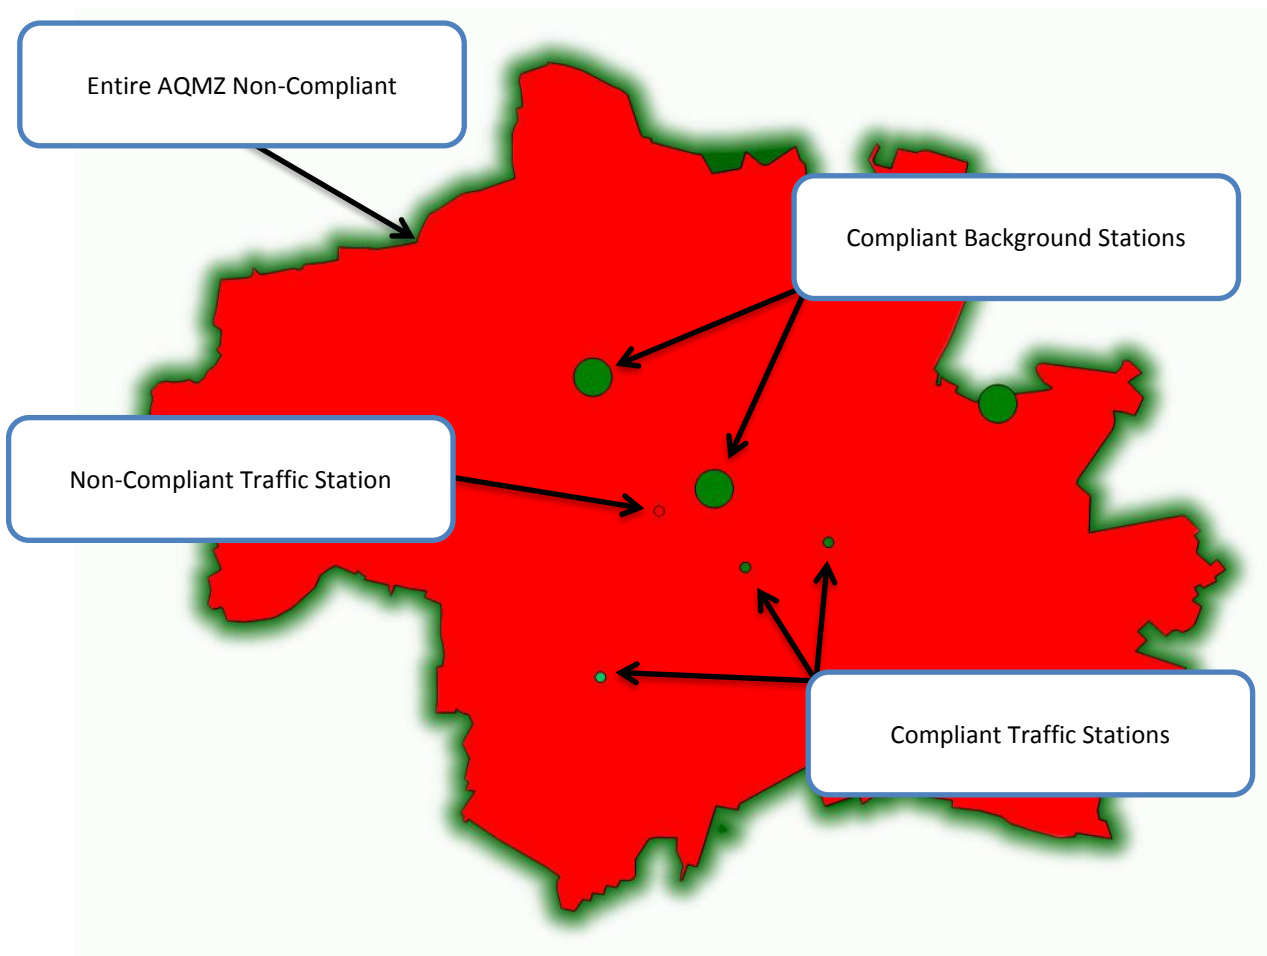 Entire AQMZ Non-Compliant
Compliant Background Stations
Non-Compliant Traffic Station
Compliant Traffic Stations